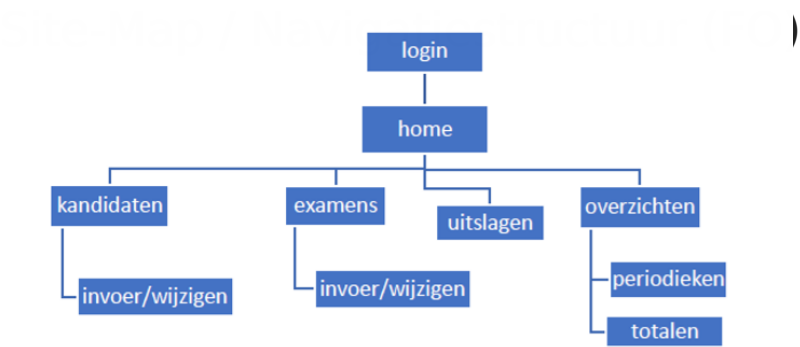 )
login
home
kandidaten
examens
uitslagen
overzichten
invoer/wijzigen
invoer/wijzigen
periodieken
totalen